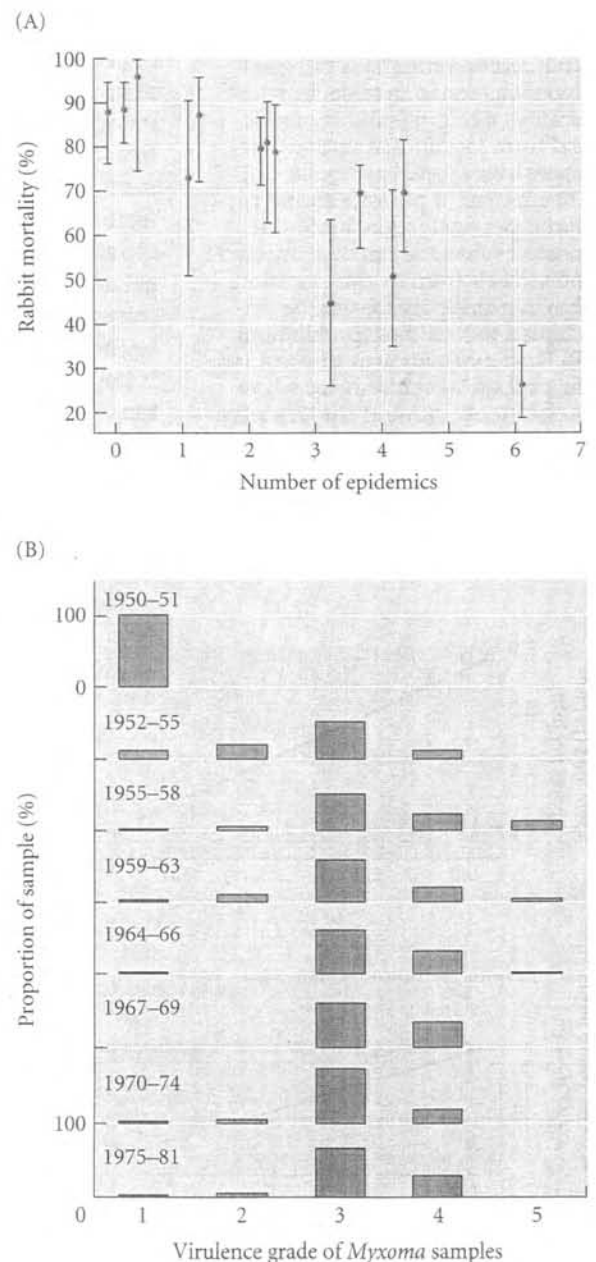 (A)
Rabbit mortality (%)
100
90
80
70
60
50
40
30
20
0 1 2 3 4 5 6 7
Number of epidemics
(B)
Proportion of sample (%)
100
0
1950–51
1952–55
1955–58
1959–63
1964–66
1967–69
1970–74
100
1975–81
0
1 2 3 4 5
Virulence grade of Myxoma samples